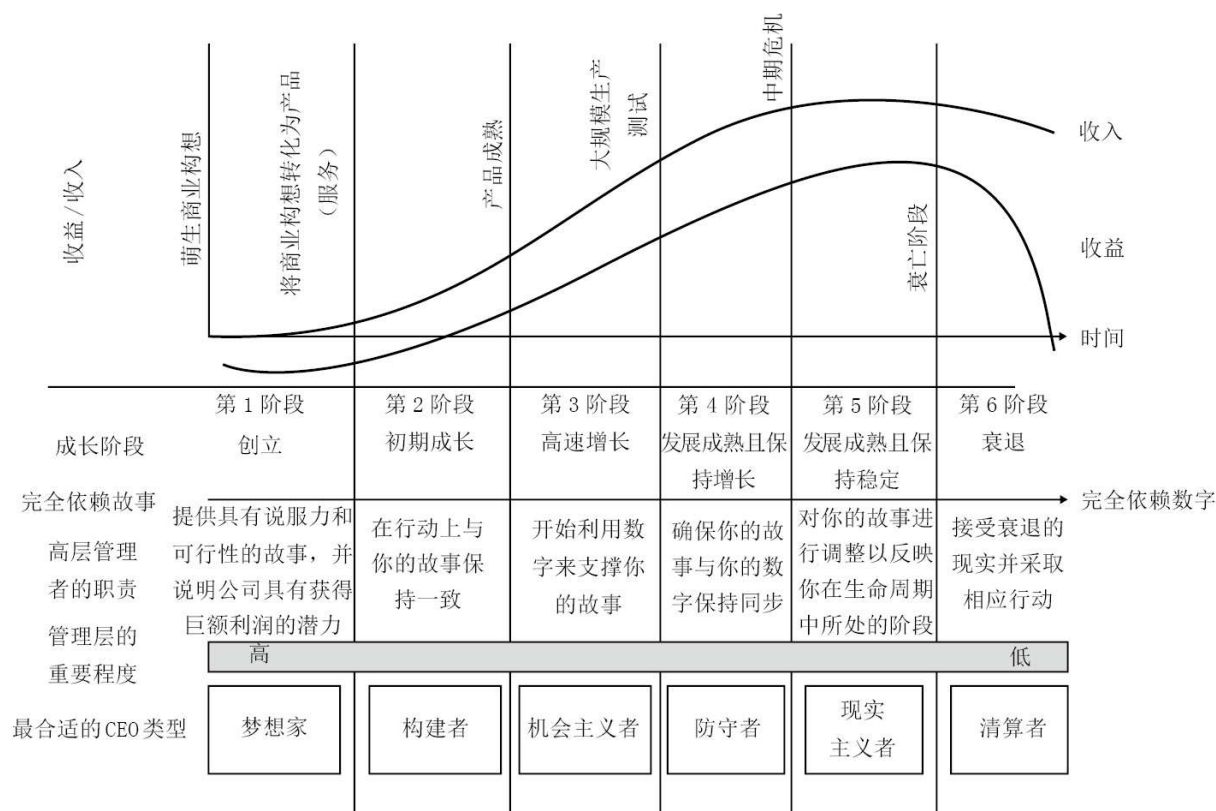 收益/收入
萌生商业构想
将商业构想转化为产品
（服务）
产品成熟
大规模生产
测试
中期危机
衰亡阶段
收入
收益
时间
成长阶段
第1阶段
创立
第2阶段
初期成长
第3阶段
高速增长
第4阶段
发展成熟且保
持增长
第5阶段
发展成熟且保
持稳定
第6阶段
衰退
完全依赖故事
完全依赖数字
高层管理
者的职责
提供具有说服力和
可行性的故事，并
说明公司具有获得
巨额利润的潜力
在行动上与
你的故事保
持一致
开始利用数
字来支撑你
的故事
确保你的故
事与你的数
字保持同步
对你的故事进
行调整以反映
你在生命周期
中所处的阶段
接受衰退的
现实并采取
相应行动
管理层的
重要程度
高
低
最合适的CEO类型
梦想家
构建者
机会主义者
防守者
现实
主义者
清算者